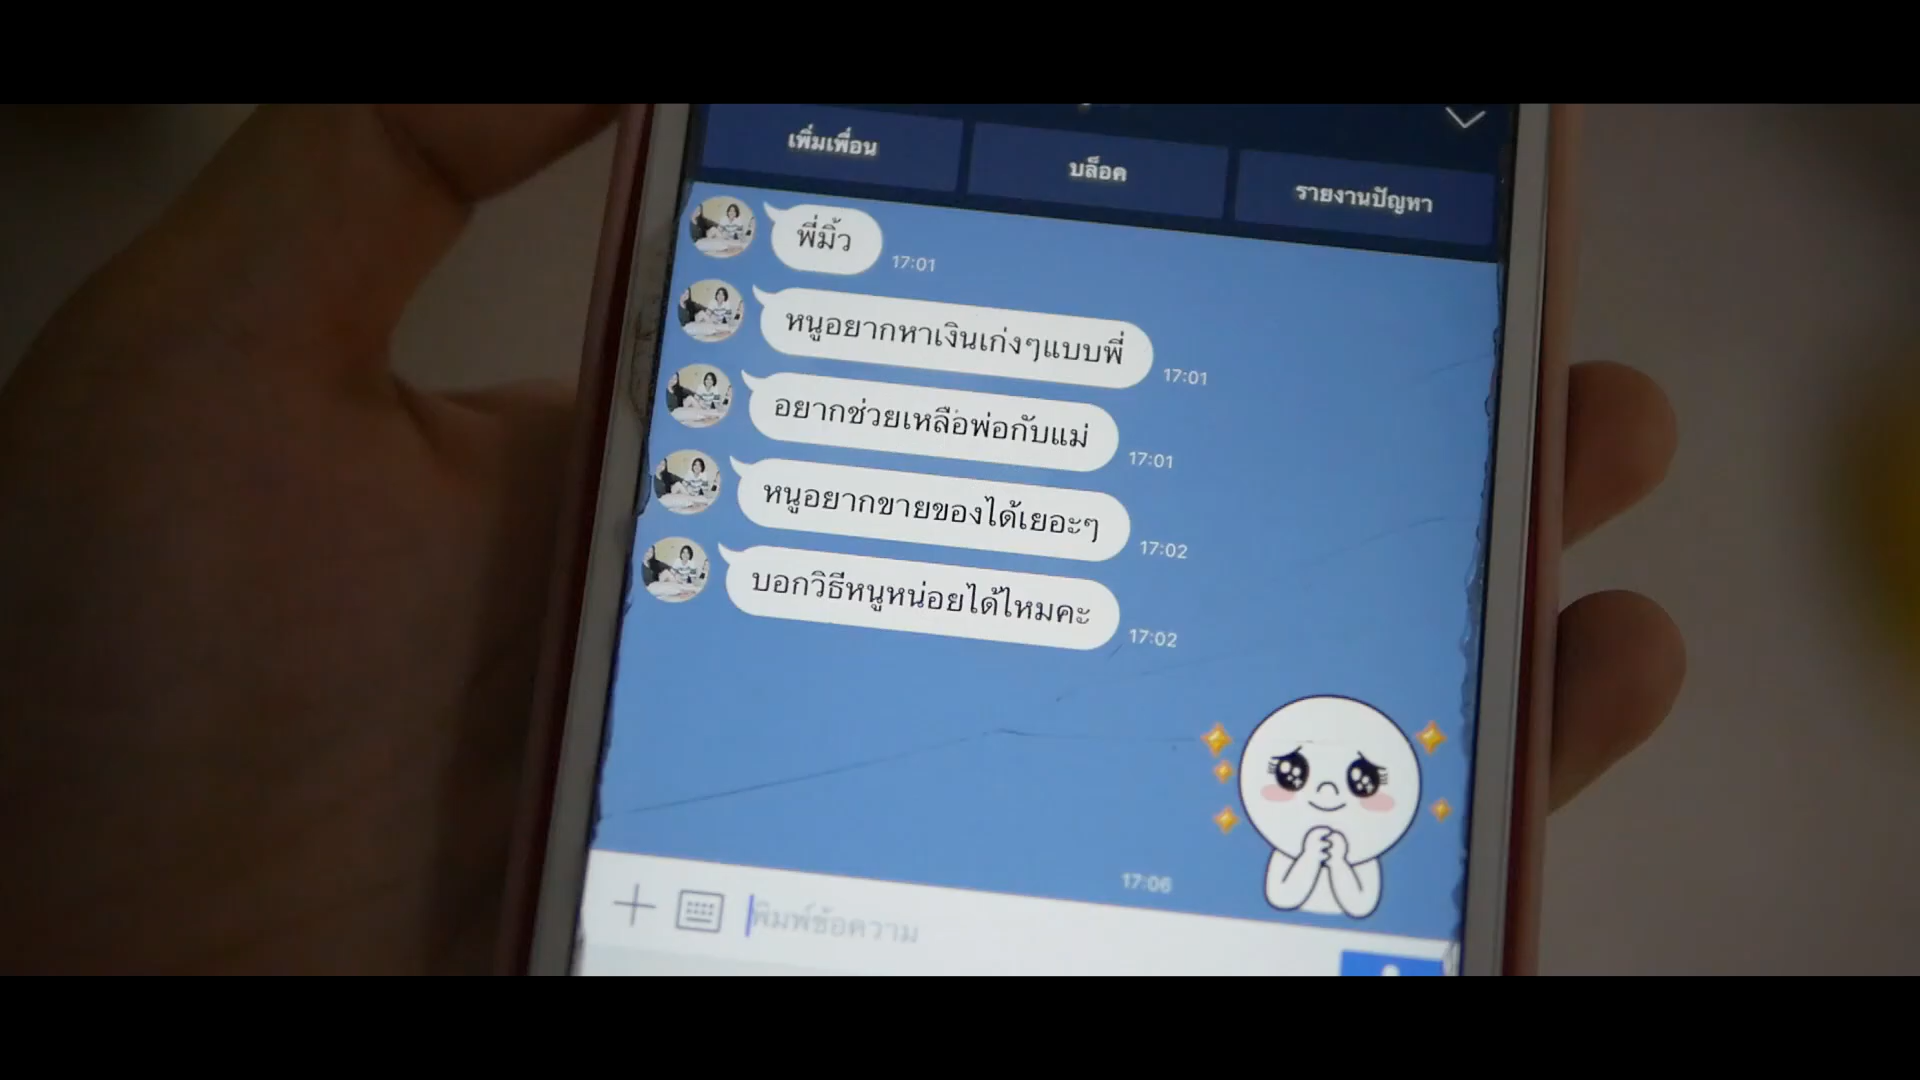 เพิ่มเพื่อน
บล็อค
รายงานปัญหา
พี่มิ้ว
17:01
หนูอยากหาเงินเก่งๆแบบพี่
17:01
อยากช่วยเหลือพ่อกับแม่
17:01
หนูอยากขายของได้เยอะๆ
17:02
บอกวิธีหนูหน่อยได้ไหมคะ
17:02
17:06
พิมพ์ข้อความ